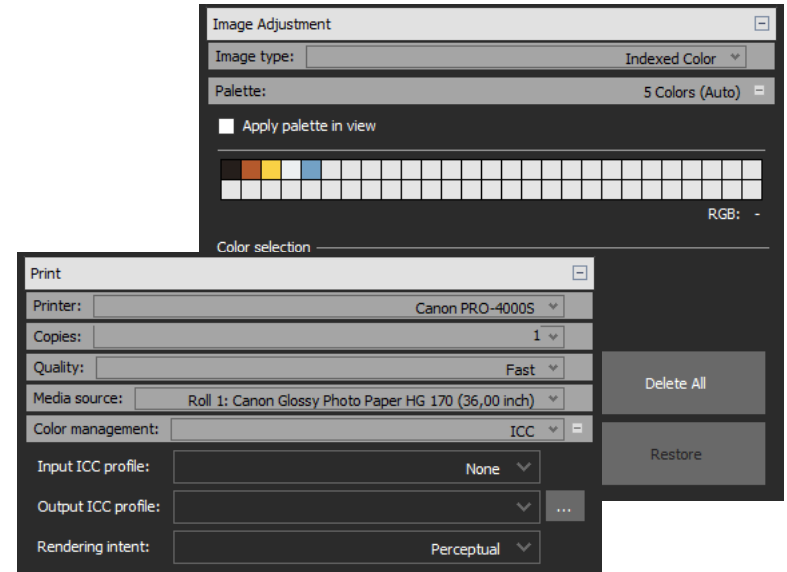 Image Adjustment
Image type: Indexed Color
Palette: 5 Colors (Auto)
Apply palette in view
RGB: -
Color selection
Delete All
Restore
Print
Printer: Canon PRO-4000S
Copies: 1
Quality: Fast
Media source: Roll 1: Canon Glossy Photo Paper HG 170 (36,00 inch)
Color management: ICC
Input ICC profile: None
Output ICC profile: ...
Rendering intent: Perceptual